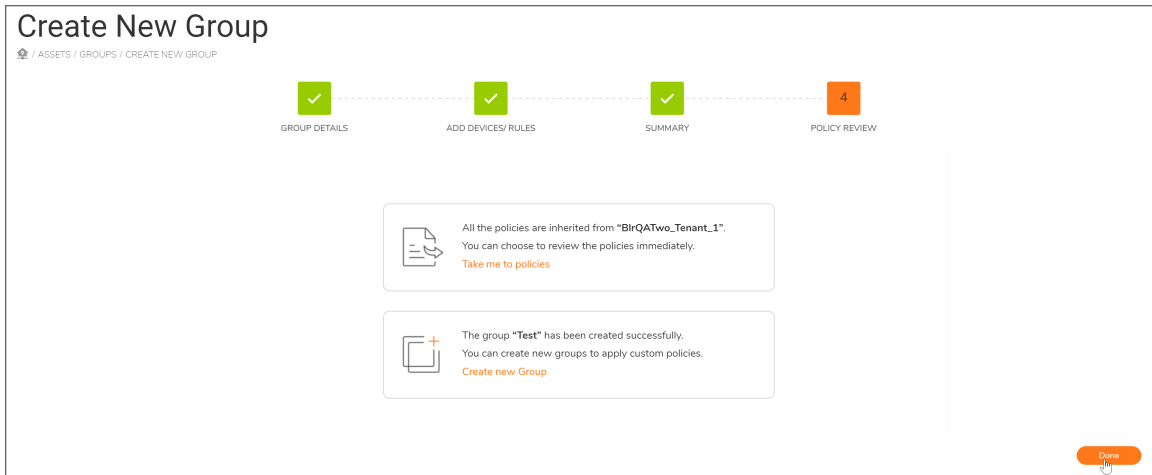 Create New Group
/ ASSETS / GROUPS / CREATE NEW GROUP
4
GROUP DETAILS
ADD DEVICES/ RULES
SUMMARY
POLICY REVIEW
All the policies are inherited from “BlrQATwo_Tenant_1”.
You can choose to review the policies immediately.
Take me to policies
The group “Test” has been created successfully.
You can create new groups to apply custom policies.
Create new Group
Done